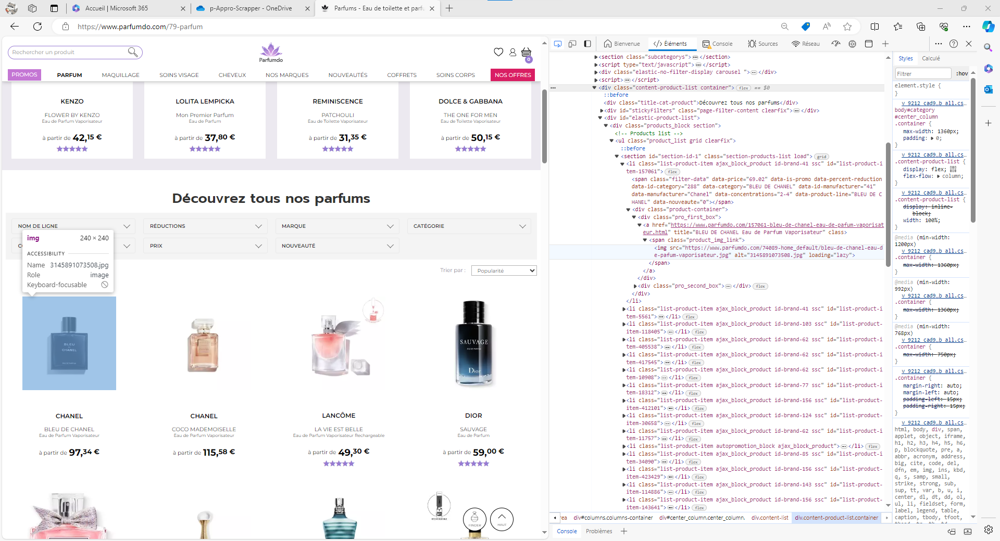 Accueil | Microsoft 365
p-Appro-Scrapper - OneDrive
Parfums - Eau de toilette et parfu
https://www.parfumdo.com/79-parfum
Rechercher un produit
Parfumdo
0
PROMOS
PARFUM
MAQUILLAGE
SOINS VISAGE
CHEVEUX
NOS MARQUES
NOUVEAUTÉS
COFFRETS
SOINS CORPS
NOS OFFRES
KENZO
FLOWER BY KENZO
Eau de Parfum Vaporisateur
à partir de 42,15 €
LOLITA LEMPICKA
Mon Premier Parfum
Eau de Parfum
à partir de 37,80 €
REMINISCENCE
PATCHOULI
Eau de Toilette Vaporisateur
à partir de 31,35 €
DOLCE & GABBANA
THE ONE FOR MEN
Eau de Toilette Vaporisateur
à partir de 50,15 €
Découvrez tous nos parfums
NOM DE LIGNE
RÉDUCTIONS
MARQUE
CATÉGORIE
PRIX
NOUVEAUTÉ
img 240 × 240
ACCESSIBILITY
Name 3145891073508.jpg
Role image
Keyboard-focusable
Trier par :
Popularité
BLEU
DE
CHANEL
SAUVAGE
Dior
CHANEL
BLEU DE CHANEL
Eau de Parfum Vaporisateur
à partir de 97,34 €
CHANEL
COCO MADEMOISELLE
Eau de Parfum Vaporisateur
à partir de 115,58 €
LANCÔME
LA VIE EST BELLE
Eau de Parfum Vaporisateur Rechargeable
à partir de 49,30 €
DIOR
SAUVAGE
Eau de Parfum
à partir de 59,00 €
RECHARGEABLE
FINDER
HAUT
Bienvenue
Éléments
Console
Sources
Réseau
<section class="subcategorys"> </section>
<script type="text/javascript"> </script>
<div class="elastic-no-filter-display carousel "> </div>
<script> </script>
<div class="content-product-list container"> flex == $0
::before
<div class="title-cat-product">Découvrez tous nos parfums</div>
<div id="stickyFilters" class="page-filter-content clearfix"> </div>
<div id="elastic-product-list">
<div class="products_block section">
<!-- Products list -->
<ul class="product_list grid clearfix">
::before
<section id="section-id-1" class="section-products-list load"> grid
<li class="list-product-item ajax_block_product id-brand-41 ssc" id="list-product-i
tem-157061"> flex
<span class="filter-data" data-price="69.02" data-is-promo data-percent-reduction
data-id-category="288" data-category="BLEU DE CHANEL" data-id-manufacturer="41"
data-manufacturer="Chanel" data-concentrations="2-4" data-product-line="BLEU DE C
HANEL" data-nouveaute="0"></span>
<div class="product-container">
<div class="pro_first_box">
<a href="https://www.parfumdo.com/157061-bleu-de-chanel-eau-de-pafum-vaporisat
eur.html" title="BLEU DE CHANEL Eau de Parfum Vaporisateur" class>
<span class="product_img_link">
<img src="https://www.parfumdo.com/74089-home_default/bleu-de-chanel-eau-d
e-pafum-vaporisateur.jpg" alt="3145891073508.jpg" loading="lazy">
</span>
</a>
</div>
<div class="pro_second_box"> </div> flex
</div>
</li>
<li class="list-product-item ajax_block_product id-brand-41 ssc" id="list-product-i
tem-5561"> </li> flex
<li class="list-product-item ajax_block_product id-brand-103 ssc" id="list-product-
item-118405"> </li> flex
<li class="list-product-item ajax_block_product id-brand-62 ssc" id="list-product-i
tem-405538"> </li> flex
<li class="list-product-item ajax_block_product id-brand-62 ssc" id="list-product-i
tem-417545"> </li> flex
<li class="list-product-item ajax_block_product id-brand-62 ssc" id="list-product-i
tem-10908"> </li> flex
<li class="list-product-item ajax_block_product id-brand-77 ssc" id="list-product-i
tem-18312"> </li> flex
<li class="list-product-item ajax_block_product id-brand-156 ssc" id="list-product-
item-412101"> </li> flex
<li class="list-product-item ajax_block_product id-brand-124 ssc" id="list-product-
item-30658"> </li> flex
<li class="list-product-item ajax_block_product id-brand-62 ssc" id="list-product-i
tem-11757"> </li> flex
<li class="list-product-item autopromotion_block ajax_block_product"> </li> flex
<li class="list-product-item ajax_block_product id-brand-85 ssc" id="list-product-i
tem-34090"> </li> flex
<li class="list-product-item ajax_block_product id-brand-156 ssc" id="list-product-
item-423429"> </li> flex
<li class="list-product-item ajax_block_product id-brand-143 ssc" id="list-product-
item-114886"> </li> flex
<li class="list-product-item ajax_block_product id-brand-156 ssc" id="list-product-
item-143641"> </li> flex
rea
div#columns.columns-container
div#center_column.center_column.
div.content-list
div.content-product-list.container
Console
Problèmes
Styles
Calculé
Filtrer
:hov
element.style {
}
v_9212_cad9…b_all.cs…
body#category
#center_column
.container {
max-width: 1360px;
padding: 0;
}
v_9212_cad9…b_all.cs…
.content-product-list {
display: flex;
flex-flow: column;
}
v_9212_cad9…b_all.cs…
.content-product-list {
display: inline-
block;
width: 100%;
}
@media (min-width:
1200px)
v_9212_cad9…b_all.cs…
.container {
max-width: 1360px;
}
@media (min-width:
992px)
v_9212_cad9…b_all.cs…
.container {
max-width: 1360px;
}
@media (min-width:
768px)
v_9212_cad9…b_all.cs…
.container {
max-width: 750px;
}
v_9212_cad9…b_all.cs…
.container {
margin-right: auto;
margin-left: auto;
padding-left: 15px;
padding-right: 15px;
}
v_9212_cad9…b_all.cs…
html, body, div, span,
applet, object, iframe,
h1, h2, h3, h4, h5, h6,
p, blockquote, pre, a,
abbr, acronym, address,
big, cite, code, del,
dfn, em, img, ins, kbd,
q, s, samp, small,
strike, strong, sub,
sup, tt, var, b, u, i,
center, dl, dt, dd, ol,
ul, li, fieldset, form,
label, legend, table,
caption, tbody, tfoot,